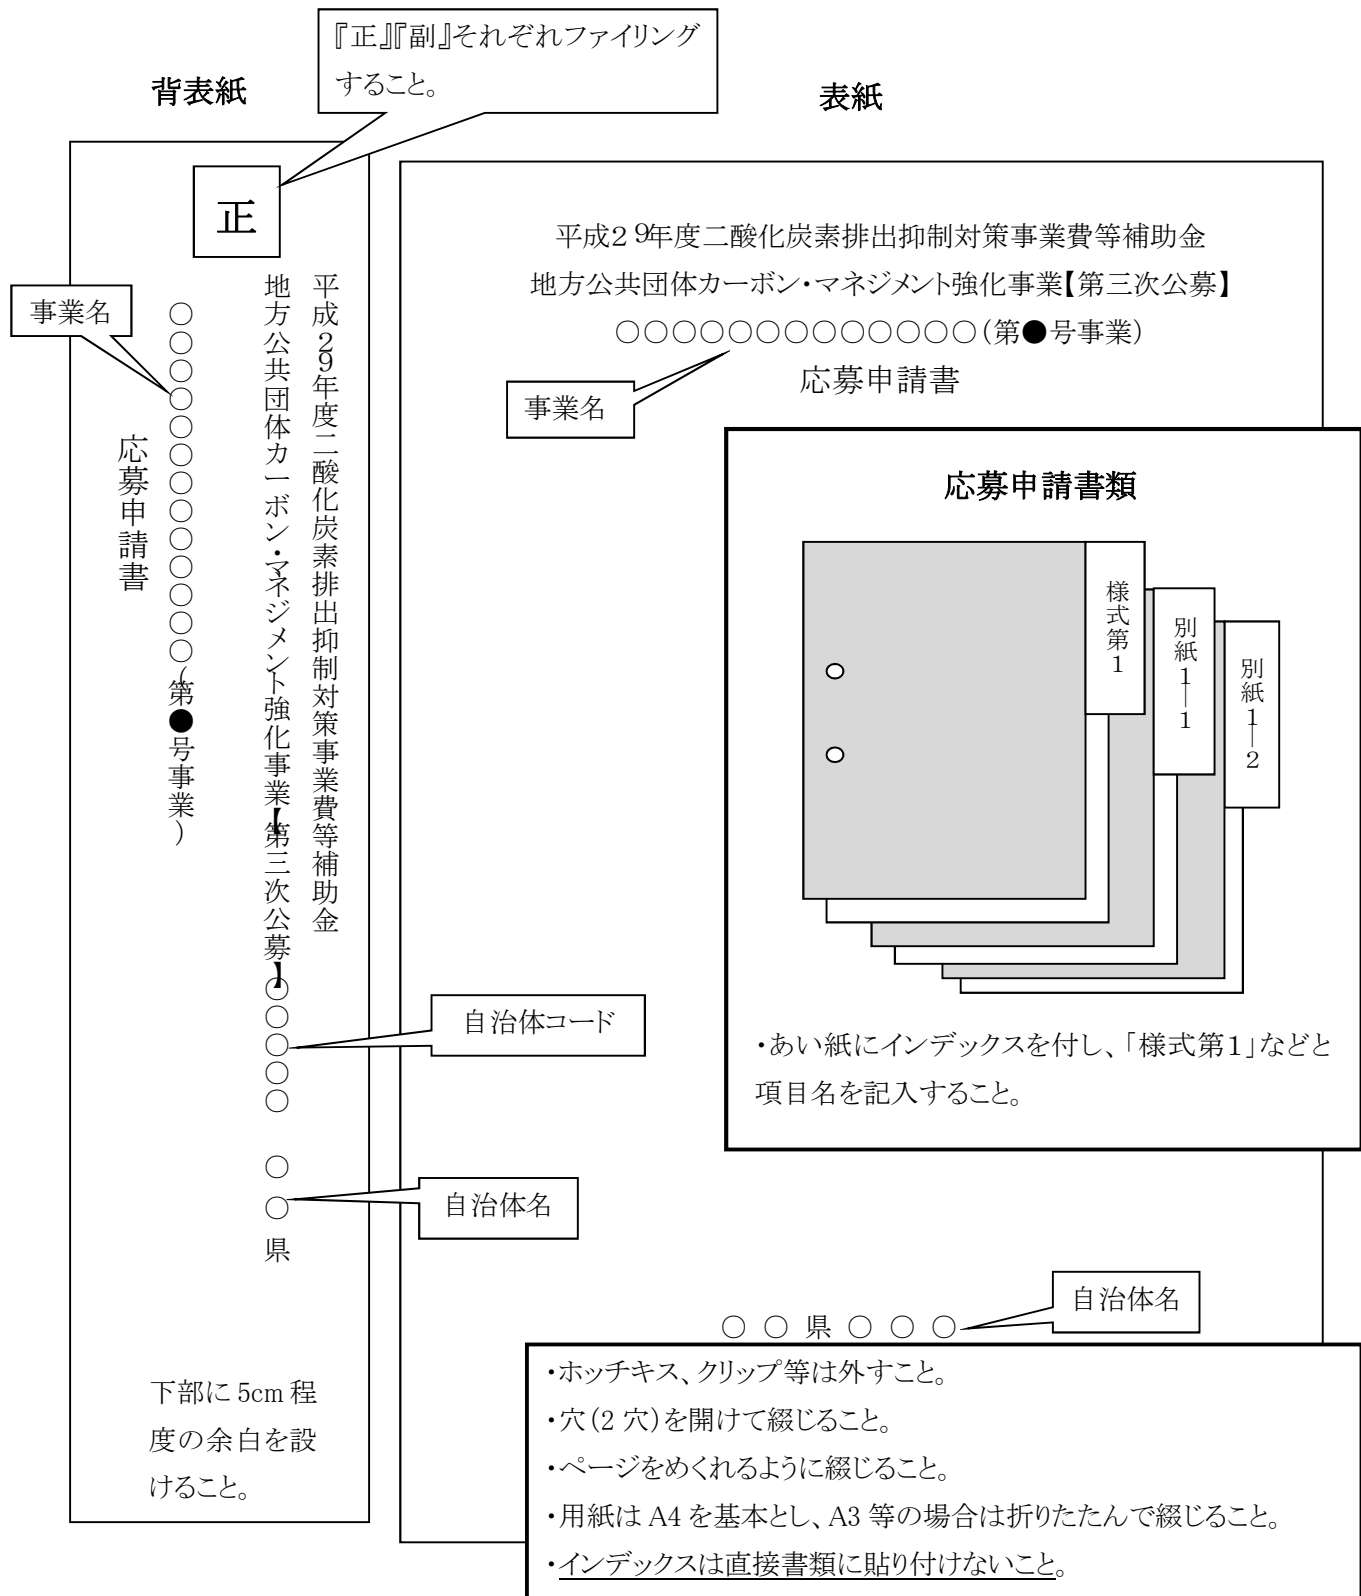 『正』『副』それぞれファイリング
すること。
背表紙
表紙
正
平成29年度二酸化炭素排出抑制対策事業費等補助金
地方公共団体カーボン・マネジメント強化事業【第三次公募】○○○○○ ○○県
○○○○○○○○○○○○○(第●号事業)
応募申請書
事業名
自治体コード
自治体名
下部に5cm程
度の余白を設
けること。
平成29年度二酸化炭素排出抑制対策事業費等補助金
地方公共団体カーボン・マネジメント強化事業【第三次公募】
○○○○○○○○○○○○○(第●号事業)
応募申請書
事業名
応募申請書類
様式第1
別紙1―1
別紙1―2
・あい紙にインデックスを付し、「様式第1」などと
項目名を記入すること。
自治体名
○○県○○○
・ホッチキス、クリップ等は外すこと。
・穴(2穴)を開けて綴じること。
・ページをめくれるように綴じること。
・用紙はA4を基本とし、A3等の場合は折りたたんで綴じること。
・インデックスは直接書類に貼り付けないこと。